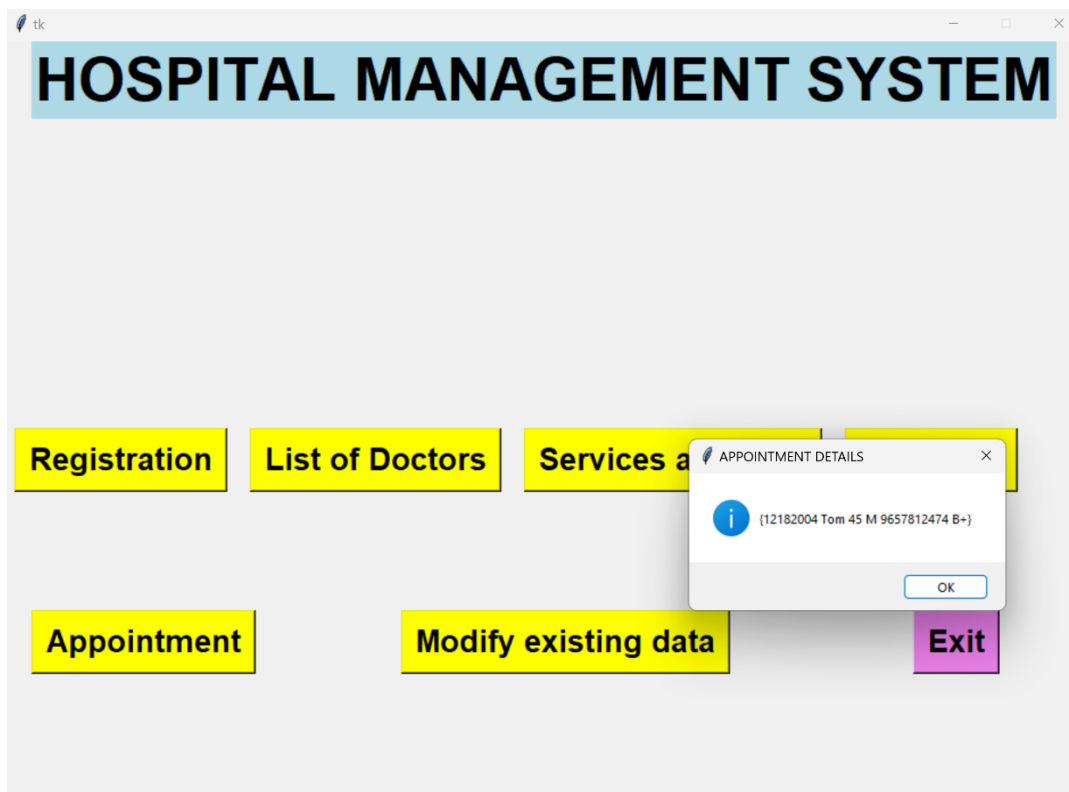 tk
HOSPITAL MANAGEMENT SYSTEM
Registration
List of Doctors
Services
APPOINTMENT DETAILS
{12182004 Tom 45 M 9657812474 B+}
OK
Appointment
Modify existing data
Exit